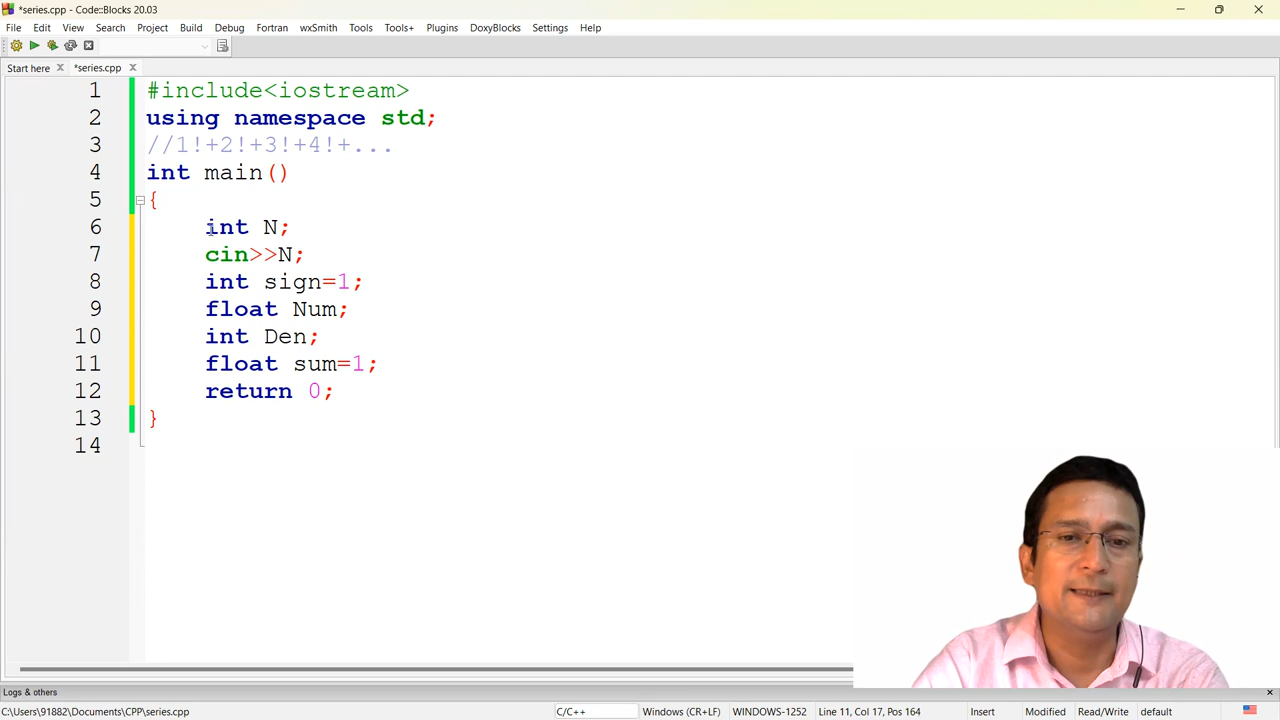 *series.cpp - Code::Blocks 20.03
File Edit View Search Project Build Debug Fortran wxSmith Tools Tools+ Plugins DoxyBlocks Settings Help
Start here *series.cpp
1 #include<iostream>
2 using namespace std;
3 //1!+2!+3!+4!+...
4 int main()
5 {
6 int N;
7 cin>>N;
8 int sign=1;
9 float Num;
10 int Den;
11 float sum=1;
12 return 0;
13 }
14
Logs & others
C:\Users\91882\Documents\CPP\series.cpp C/C++ Windows (CR+LF) WINDOWS-1252 Line 11, Col 17, Pos 164 Insert Modified Read/Write default